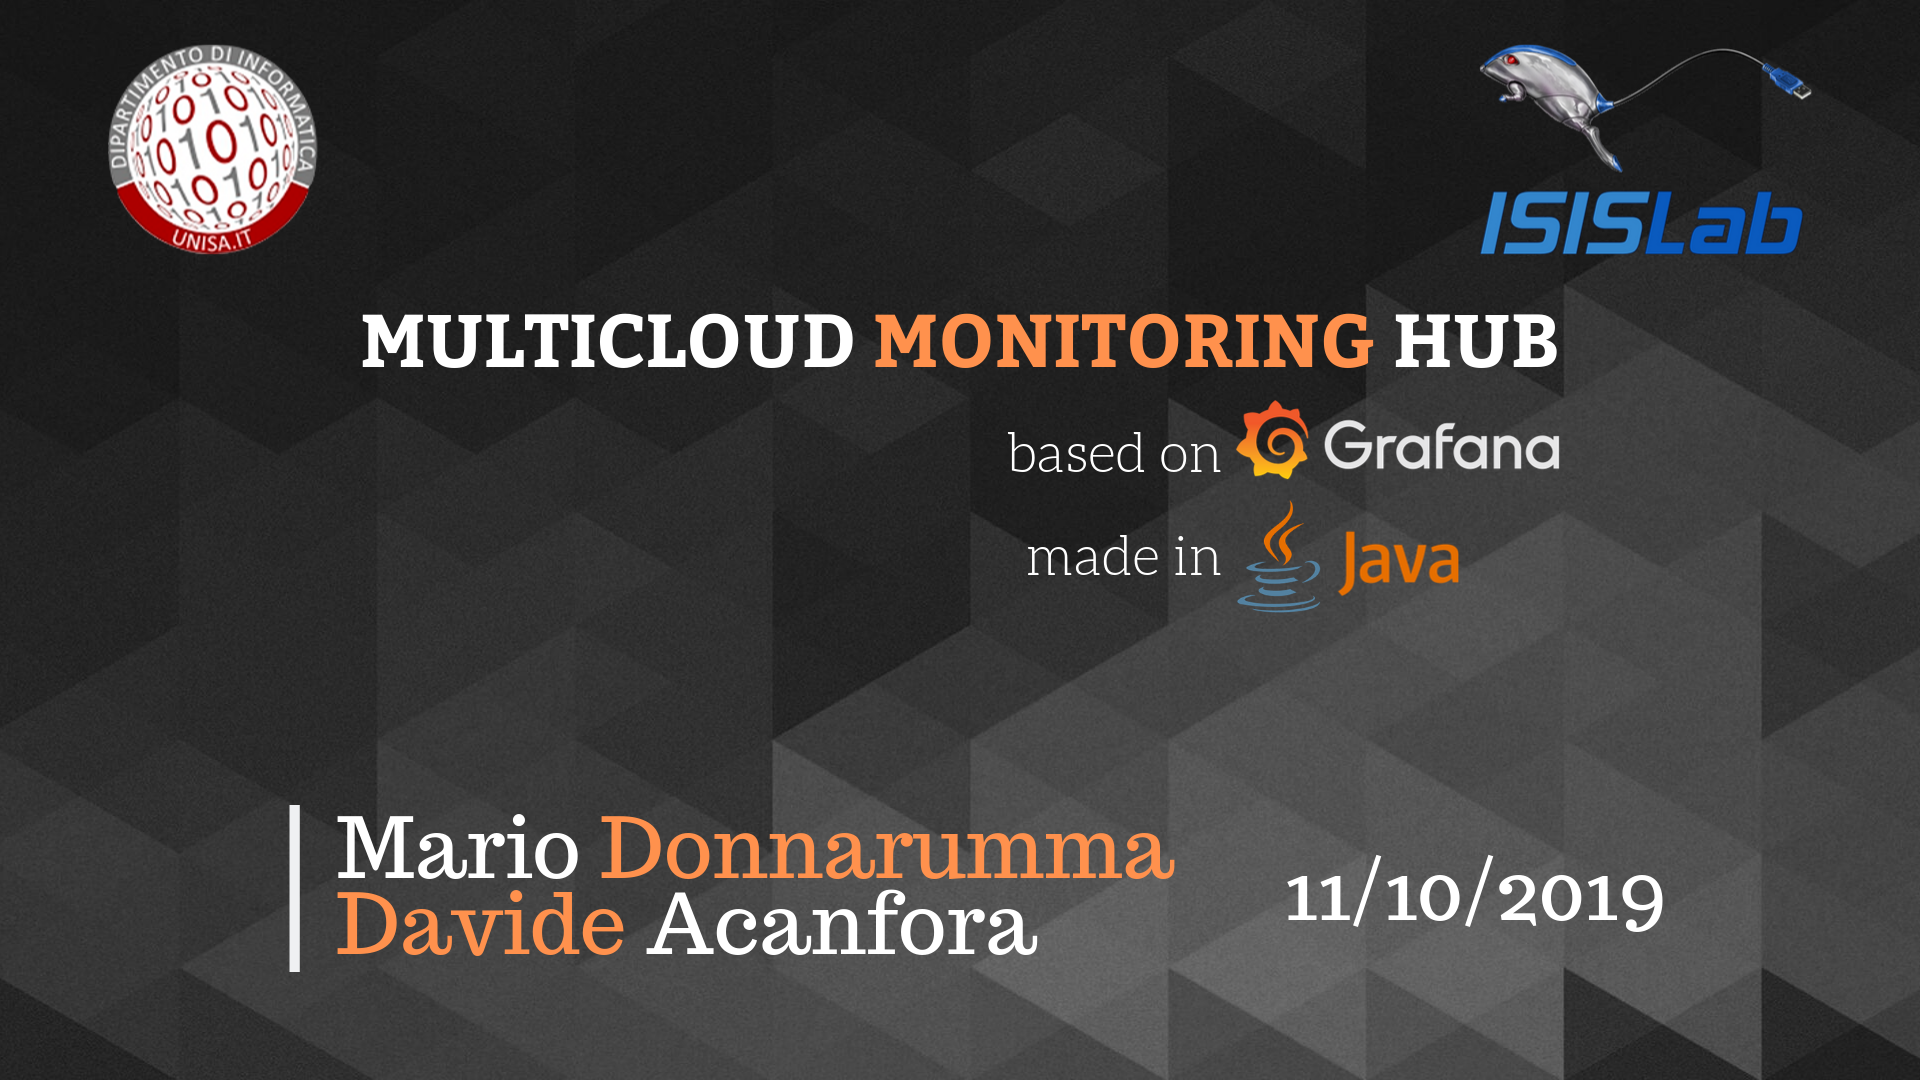 DIPARTIMENTO DI INFORMATICA
UNISA.IT
ISISLab
MULTICLOUD MONITORING HUB
based on Grafana
made in Java
Mario Donnarumma
Davide Acanfora
11/10/2019